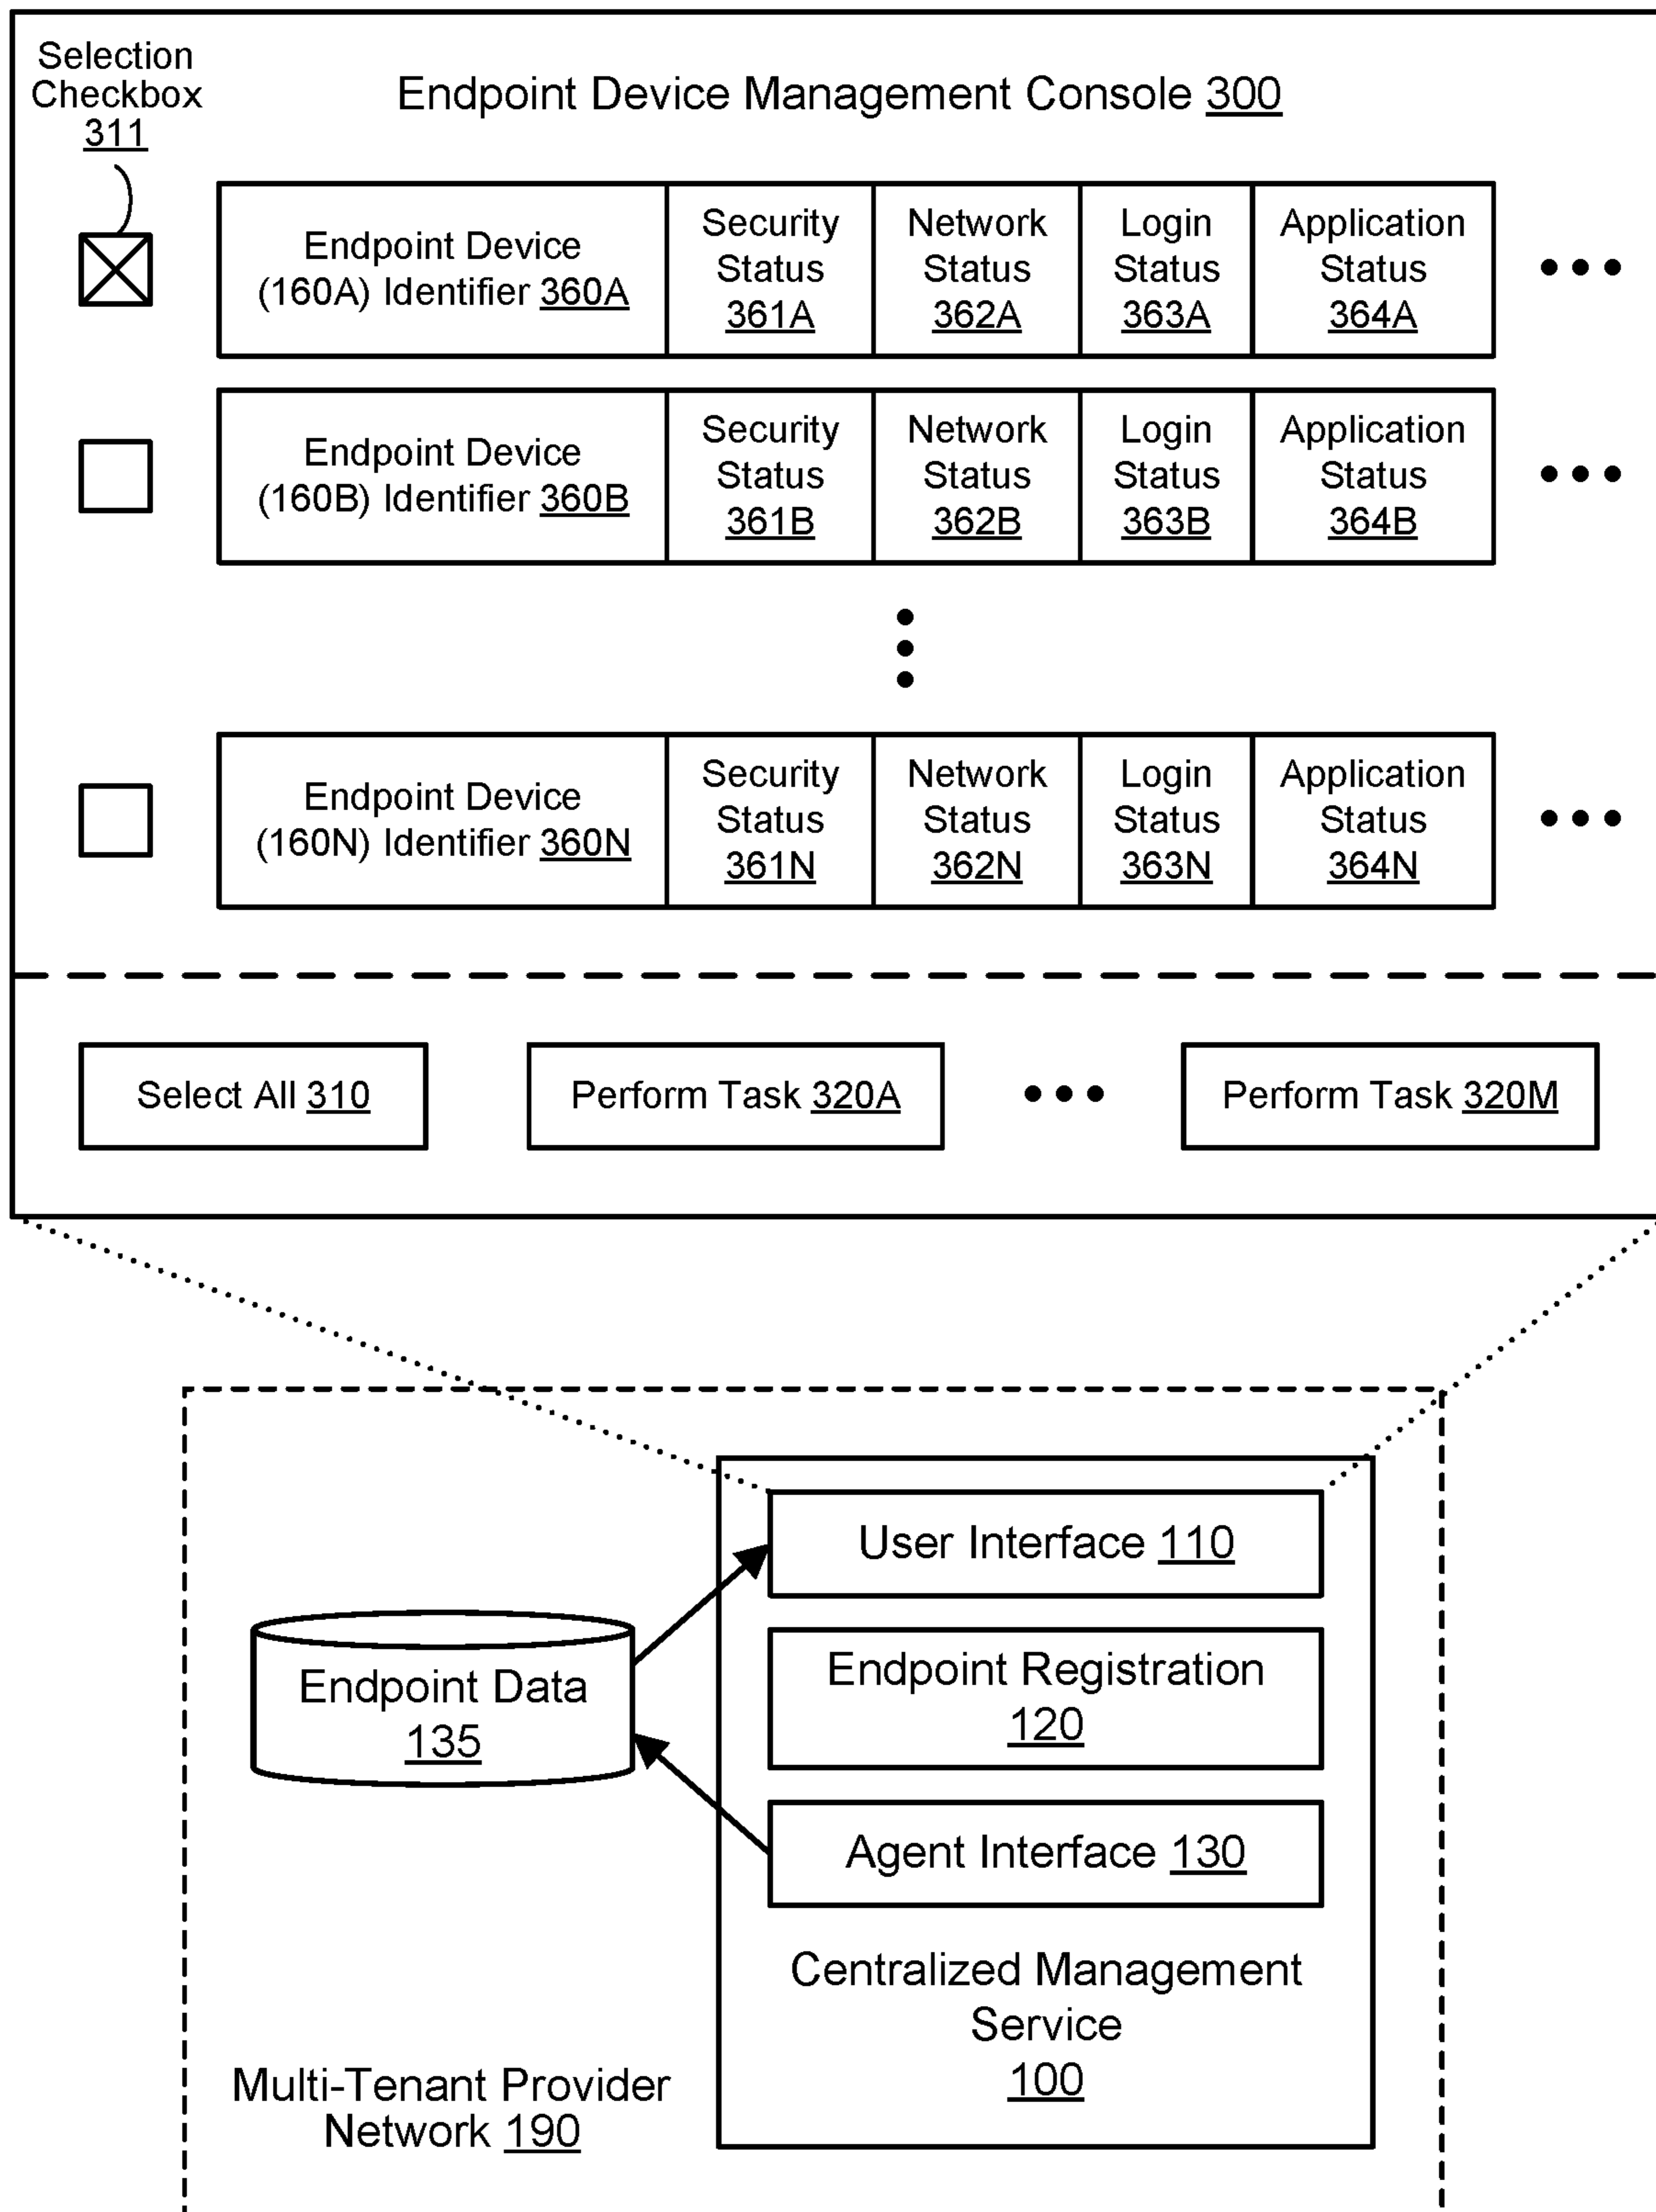 Selection
Checkbox
311
Endpoint Device Management Console 300
Endpoint Device
(160A) Identifier 360A
Security
Status
361A
Network
Status
362A
Login
Status
363A
Application
Status
364A
Endpoint Device
(160B) Identifier 360B
Security
Status
361B
Network
Status
362B
Login
Status
363B
Application
Status
364B
Endpoint Device
(160N) Identifier 360N
Security
Status
361N
Network
Status
362N
Login
Status
363N
Application
Status
364N
Select All 310
Perform Task 320A
Perform Task 320M
User Interface 110
Endpoint Registration
120
Agent Interface 130
Endpoint Data
135
Centralized Management
Service
100
Multi-Tenant Provider
Network 190